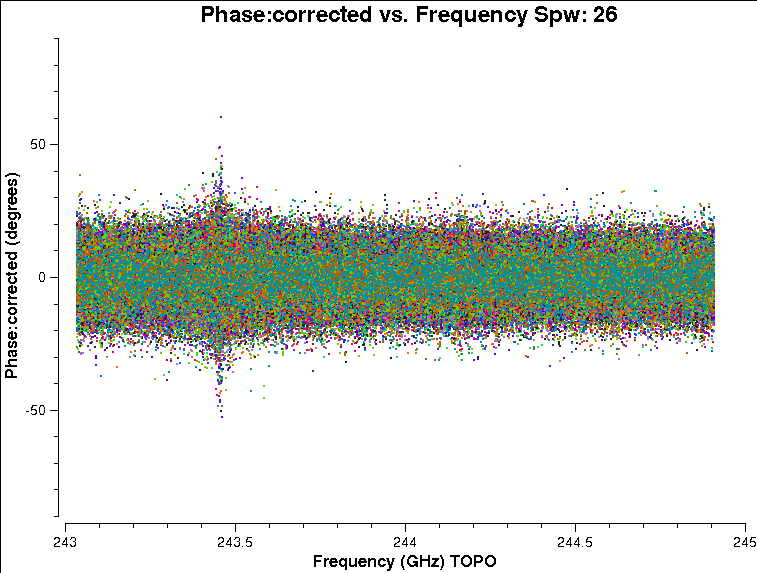 Phase:corrected vs. Frequency Spw: 26
Phase:corrected (degrees)
50
0
-50
243
243.5
244
244.5
245
Frequency (GHz) TOPO